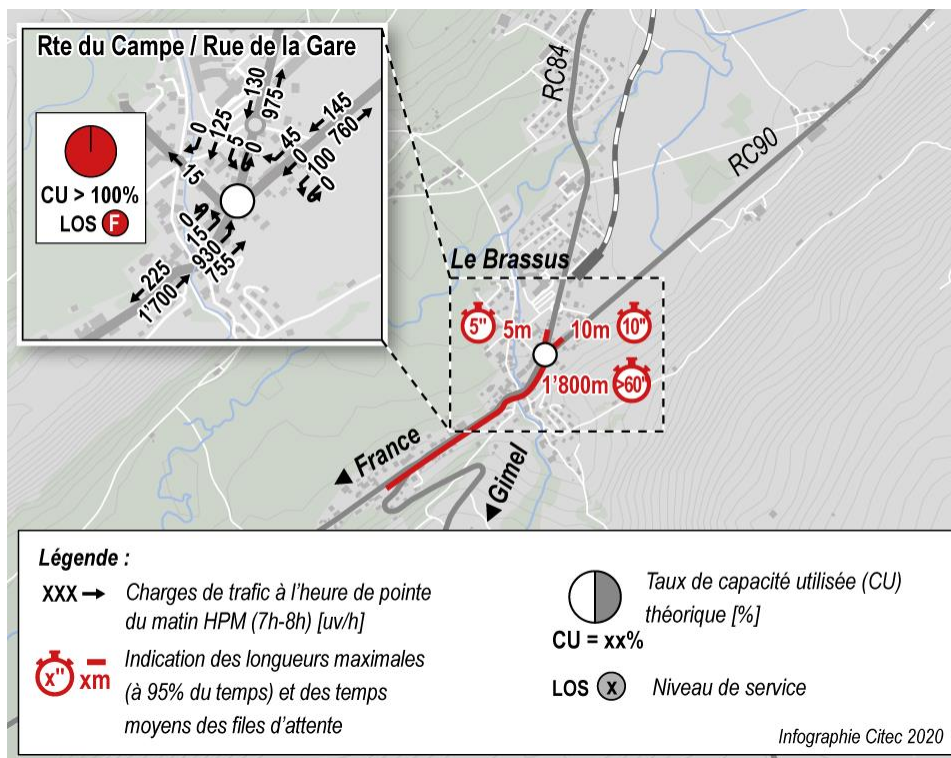 Rte du Campe / Rue de la Gare
130
975
145
760
0
125
5
0
45
0
100
0
15
CU > 100%
LOS F
0
15
930
755
225
1'700
RC84
RC90
Le Brassus
5" 5m
10m 10"
1'800m >60"
France
Gimel
Légende :
XXX
Charges de trafic à l'heure de pointe
du matin HPM (7h-8h) [uv/h]
x" xm
Indication des longueurs maximales
(à 95% du temps) et des temps
moyens des files d'attente
Taux de capacité utilisée (CU)
théorique [%]
CU = xx%
LOS x
Niveau de service
Infographie Citec 2020